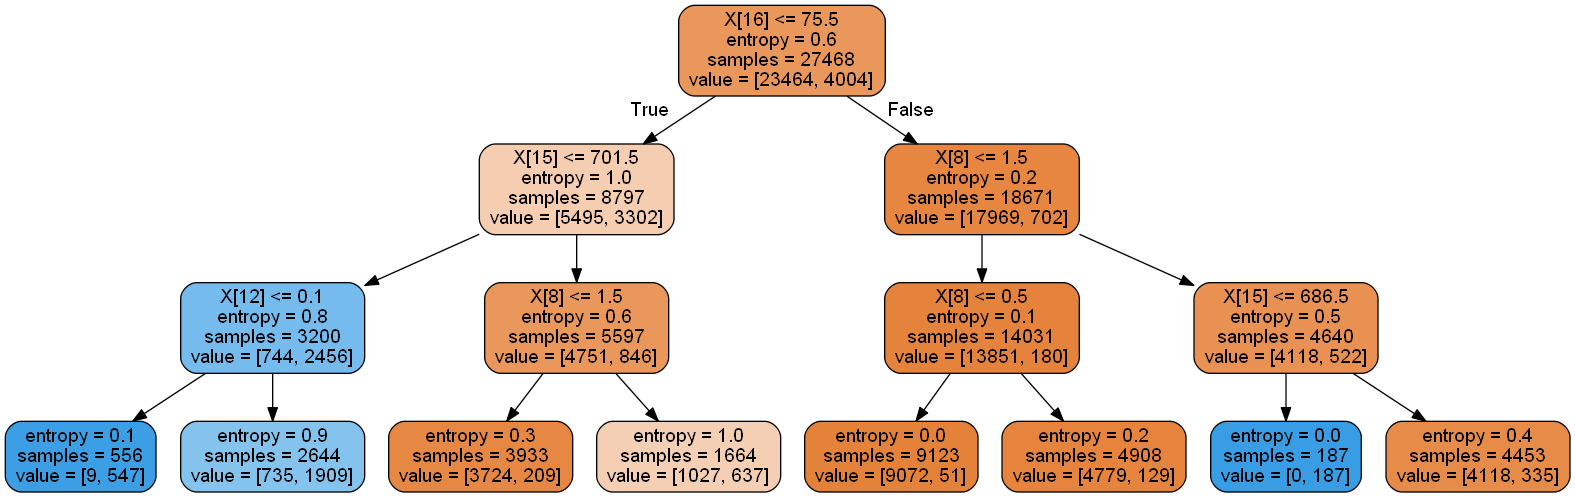 X[16] <= 75.5
entropy = 0.6
samples = 27468
value = [23464, 4004]
True
False
X[15] <= 701.5
entropy = 1.0
samples = 8797
value = [5495, 3302]
X[8] <= 1.5
entropy = 0.2
samples = 18671
value = [17969, 702]
X[12] <= 0.1
entropy = 0.8
samples = 3200
value = [744, 2456]
X[8] <= 1.5
entropy = 0.6
samples = 5597
value = [4751, 846]
X[8] <= 0.5
entropy = 0.1
samples = 14031
value = [13851, 180]
X[15] <= 686.5
entropy = 0.5
samples = 4640
value = [4118, 522]
entropy = 0.1
samples = 556
value = [9, 547]
entropy = 0.9
samples = 2644
value = [735, 1909]
entropy = 0.3
samples = 3933
value = [3724, 209]
entropy = 1.0
samples = 1664
value = [1027, 637]
entropy = 0.0
samples = 9123
value = [9072, 51]
entropy = 0.2
samples = 4908
value = [4779, 129]
entropy = 0.0
samples = 187
value = [0, 187]
entropy = 0.4
samples = 4453
value = [4118, 335]